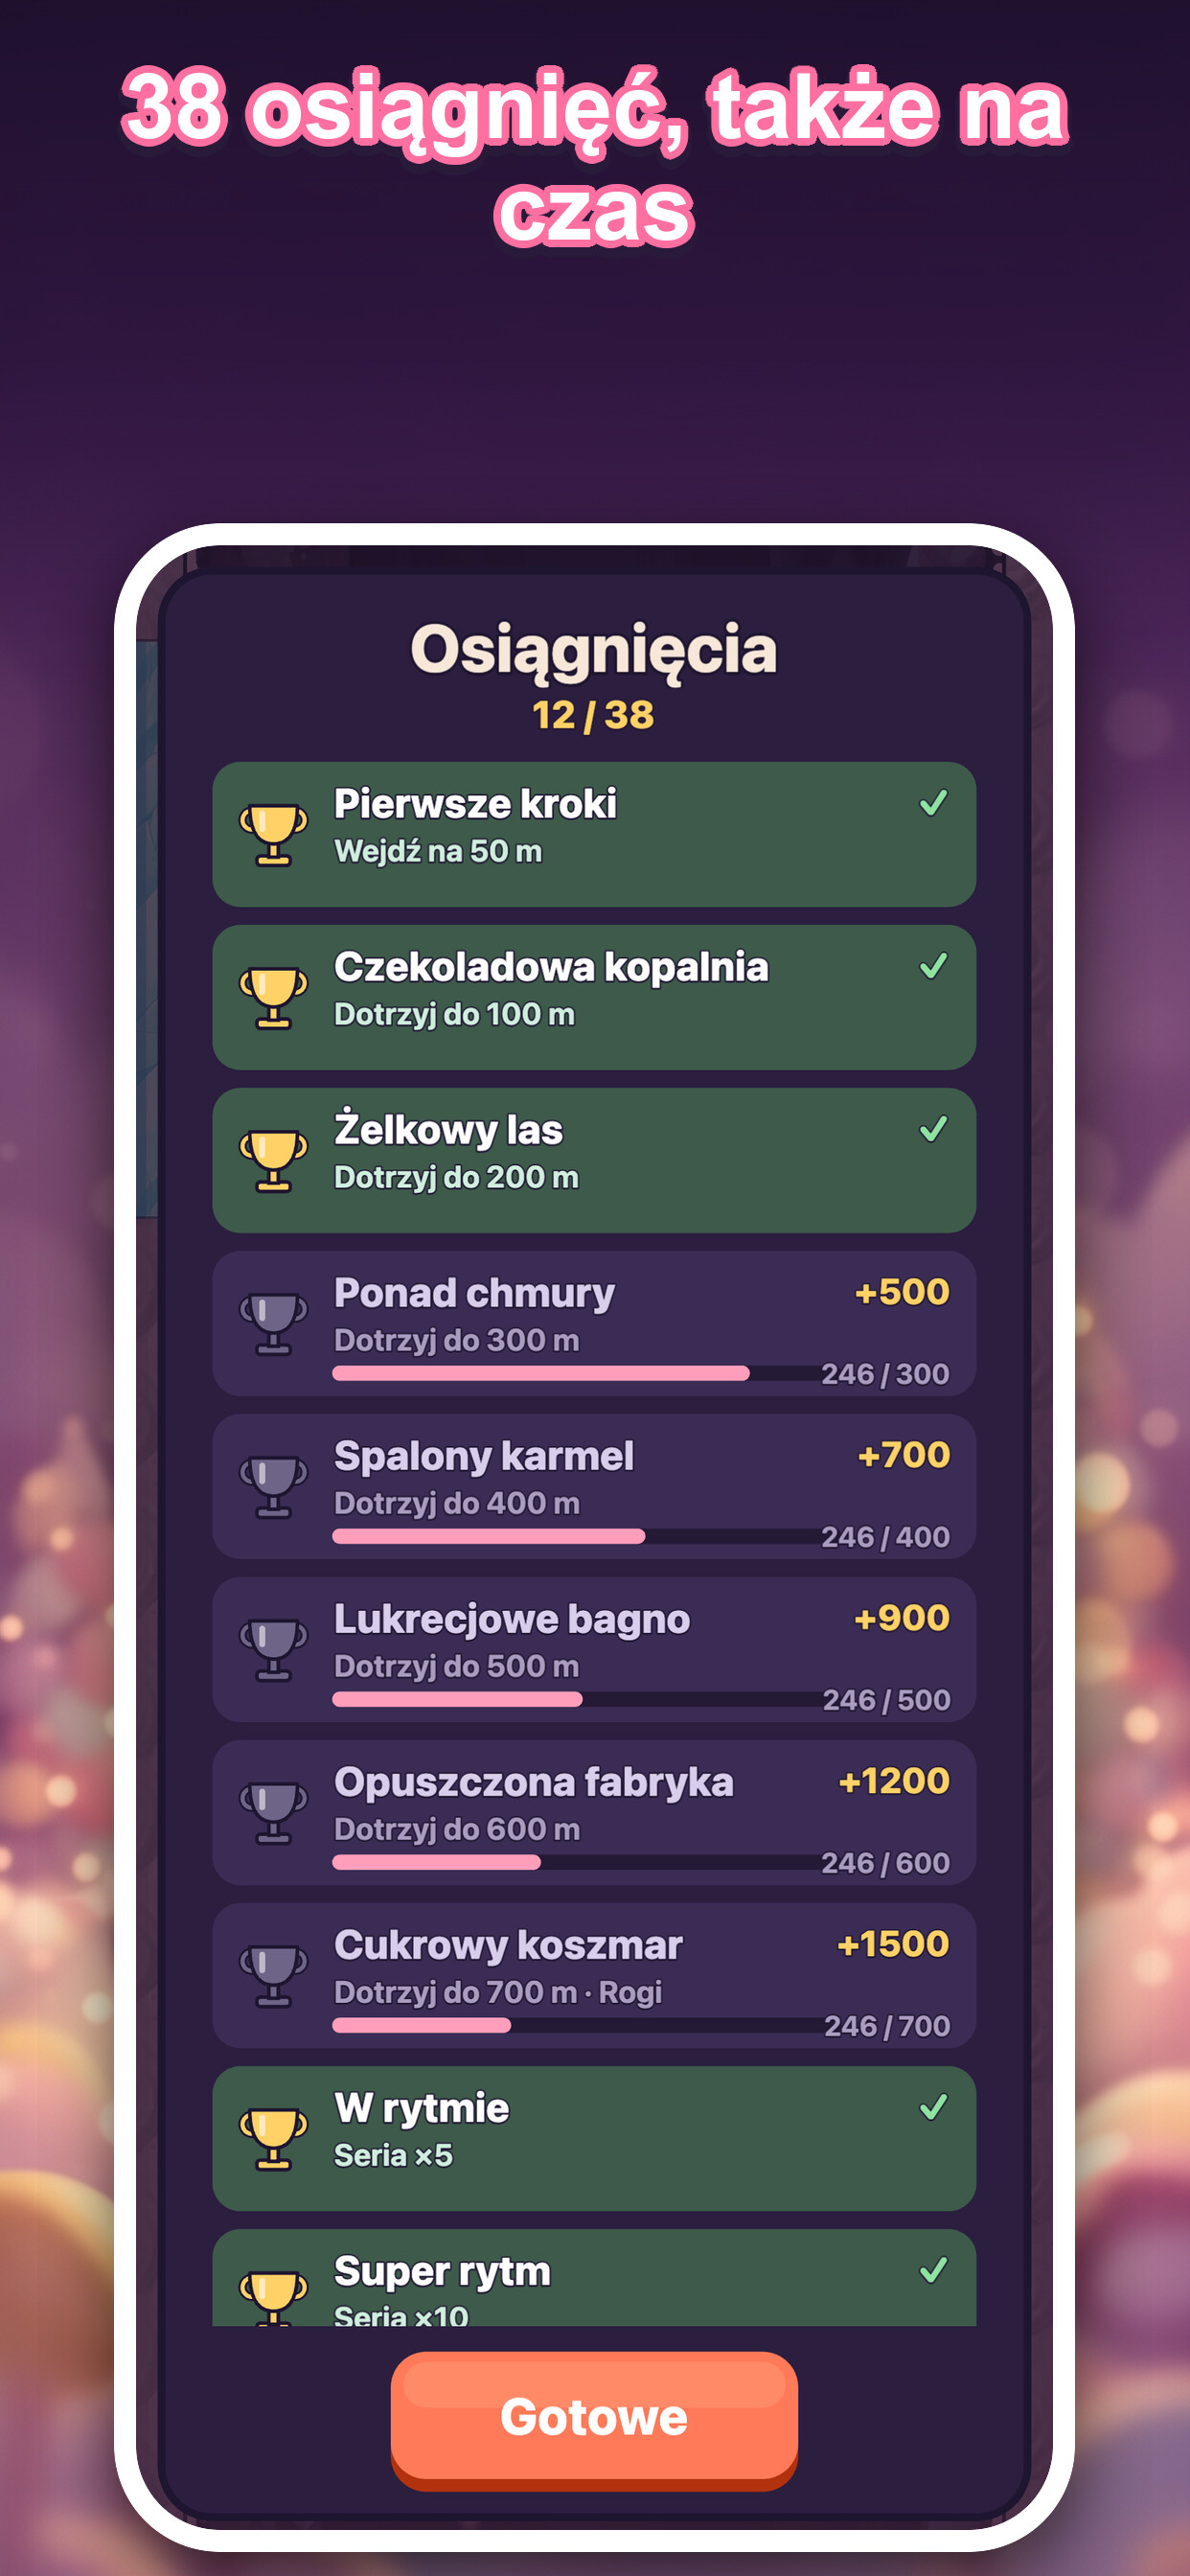 38 osiągnięć, także na
czas
Osiągnięcia
12 / 38
Pierwsze kroki
Wejdź na 50 m
Czekoladowa kopalnia
Dotrzyj do 100 m
Żelkowy las
Dotrzyj do 200 m
Ponad chmury +500
Dotrzyj do 300 m
246 / 300
Spalony karmel +700
Dotrzyj do 400 m
246 / 400
Lukrecjowe bagno +900
Dotrzyj do 500 m
246 / 500
Opuszczona fabryka +1200
Dotrzyj do 600 m
246 / 600
Cukrowy koszmar +1500
Dotrzyj do 700 m · Rogi
246 / 700
W rytmie
Seria ×5
Super rytm
Seria ×10
Gotowe